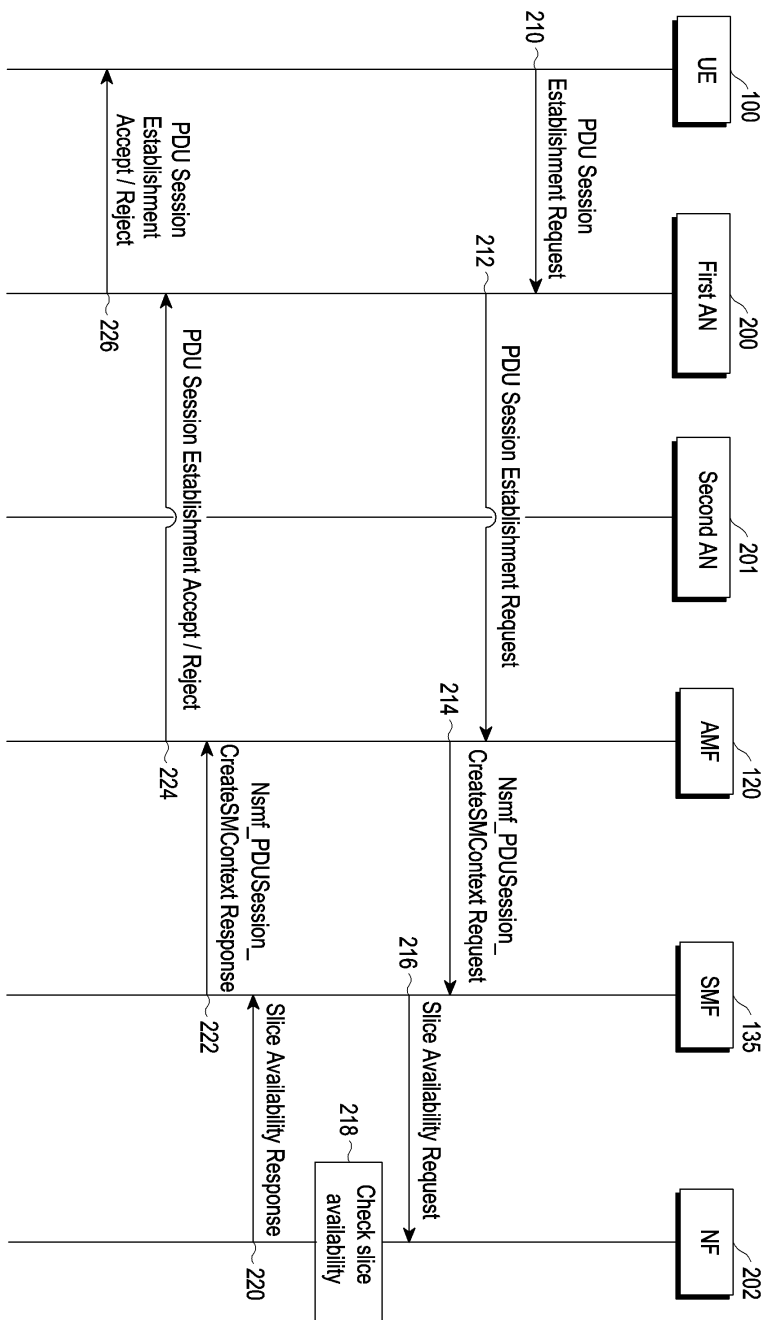 100
UE
200
First AN
201
Second AN
120
AMF
135
SMF
202
NF
210
PDU Session
Establishment Request
212
PDU Session Establishment Request
214
Nsmf_PDUSession_
CreateSMContext Request
216
Slice Availability Request
218
Check slice
availability
220
Slice Availability Response
222
Nsmf_PDUSession_
CreateSMContext Response
224
PDU Session Establishment Accept / Reject
226
PDU Session
Establishment
Accept / Reject